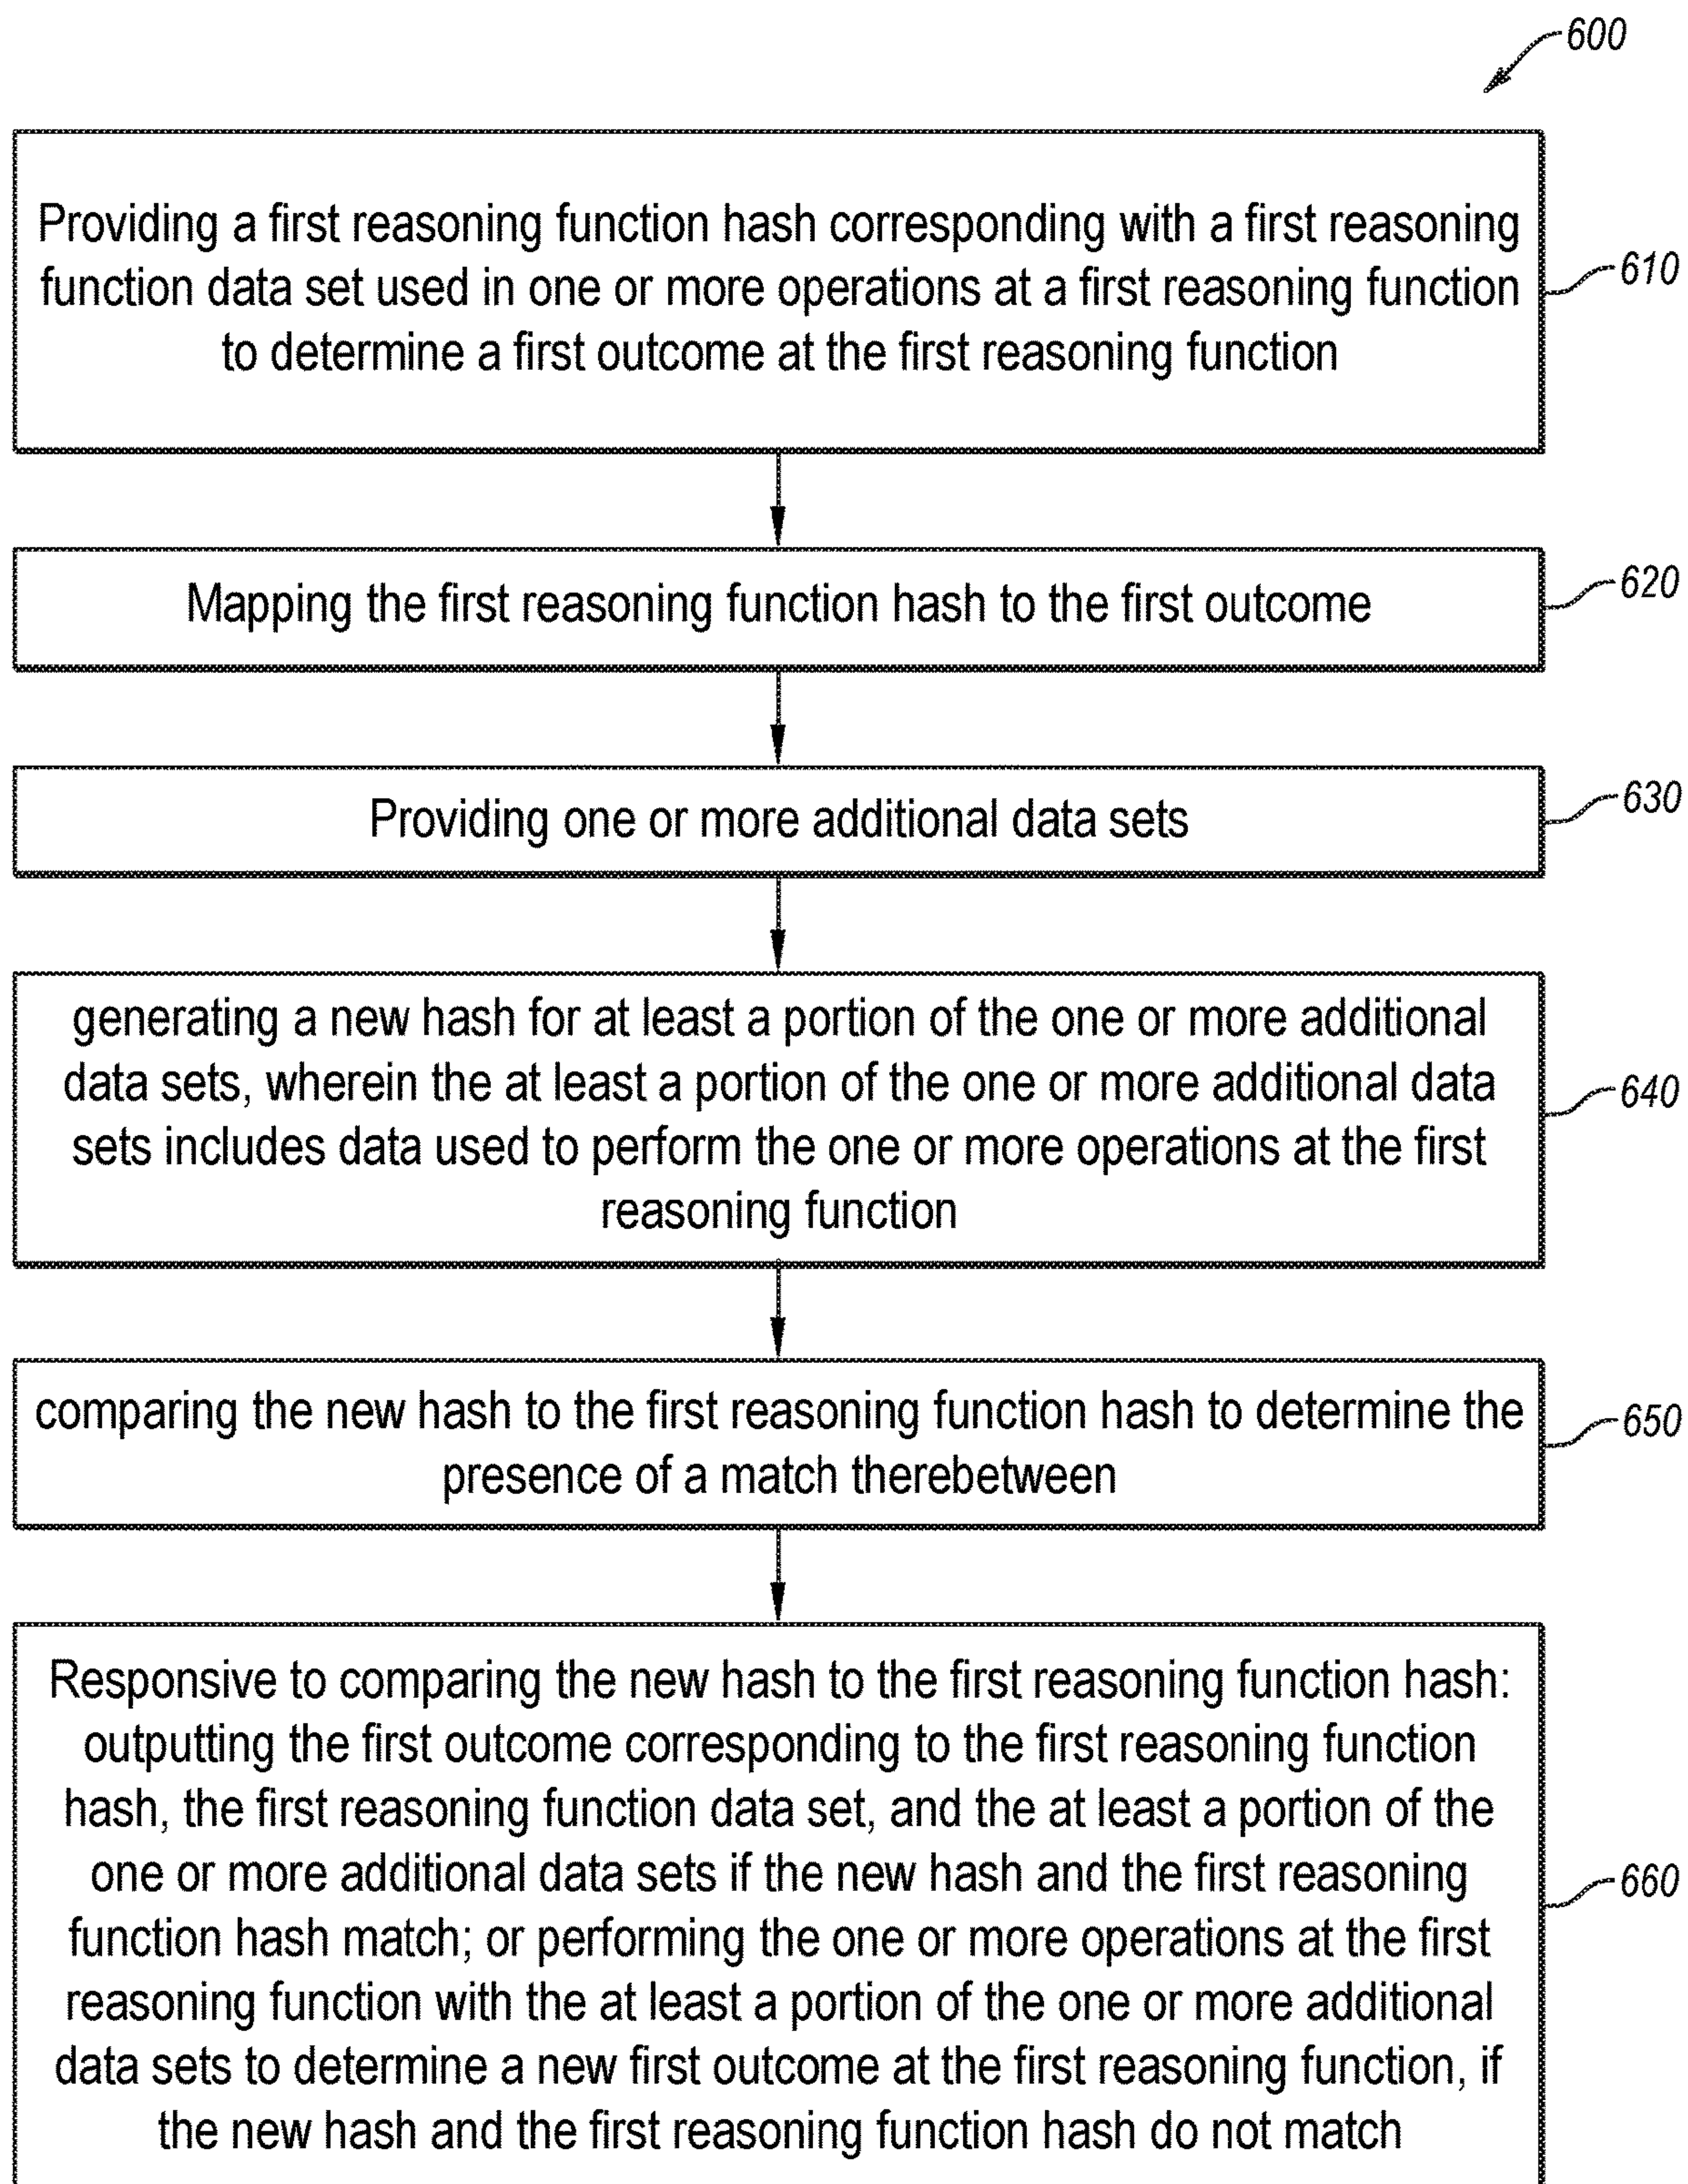 600
Providing a first reasoning function hash corresponding with a first reasoning
function data set used in one or more operations at a first reasoning function
to determine a first outcome at the first reasoning function
610
Mapping the first reasoning function hash to the first outcome
620
Providing one or more additional data sets
630
generating a new hash for at least a portion of the one or more additional
data sets, wherein the at least a portion of the one or more additional data
sets includes data used to perform the one or more operations at the first
reasoning function
640
comparing the new hash to the first reasoning function hash to determine the
presence of a match therebetween
650
Responsive to comparing the new hash to the first reasoning function hash:
outputting the first outcome corresponding to the first reasoning function
hash, the first reasoning function data set, and the at least a portion of the
one or more additional data sets if the new hash and the first reasoning
function hash match; or performing the one or more operations at the first
reasoning function with the at least a portion of the one or more additional
data sets to determine a new first outcome at the first reasoning function, if
the new hash and the first reasoning function hash do not match
660